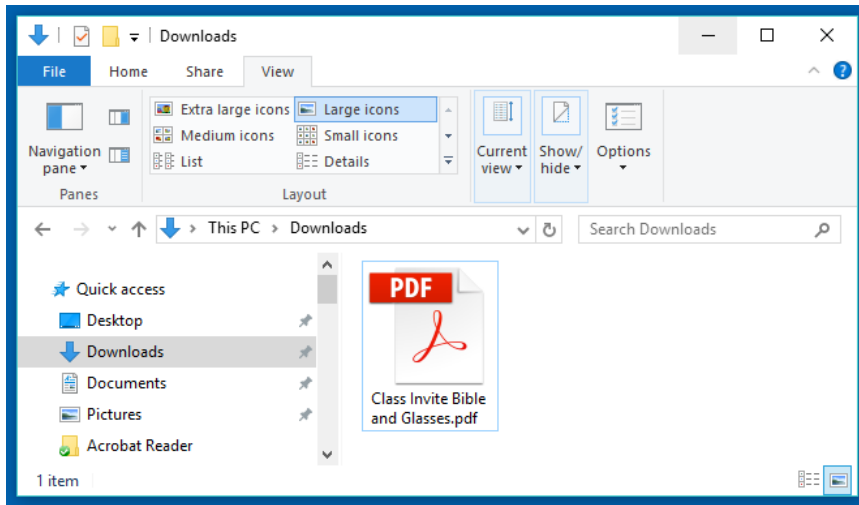 Downloads
File Home Share View
Navigation pane
Extra large icons Large icons
Medium icons Small icons
List Details
Current view
Show/ hide
Options
Panes Layout
This PC > Downloads
Search Downloads
Quick access
Desktop
Downloads
Documents
Pictures
Acrobat Reader
PDF
Class Invite Bible
and Glasses.pdf
1 item